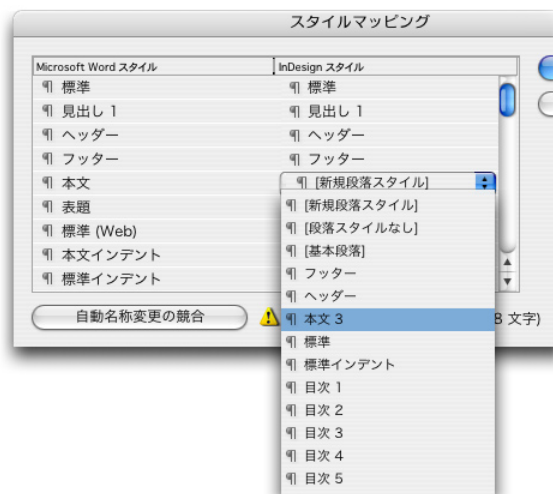 スタイルマッピング
Microsoft Word スタイル InDesign スタイル
¶ 標準 ¶ 標準
¶ 見出し 1 ¶ 見出し 1
¶ ヘッダー ¶ ヘッダー
¶ フッター ¶ フッター
¶ 本文 ¶ [新規段落スタイル]
¶ 表題
¶ 標準 (Web)
¶ 本文インデント
¶ 標準インデント
自動名称変更の競合
8 文字)
¶ [新規段落スタイル]
¶ [段落スタイルなし]
¶ [基本段落]
¶ フッター
¶ ヘッダー
¶ 本文 3
¶ 標準
¶ 標準インデント
¶ 目次 1
¶ 目次 2
¶ 目次 3
¶ 目次 4
¶ 目次 5